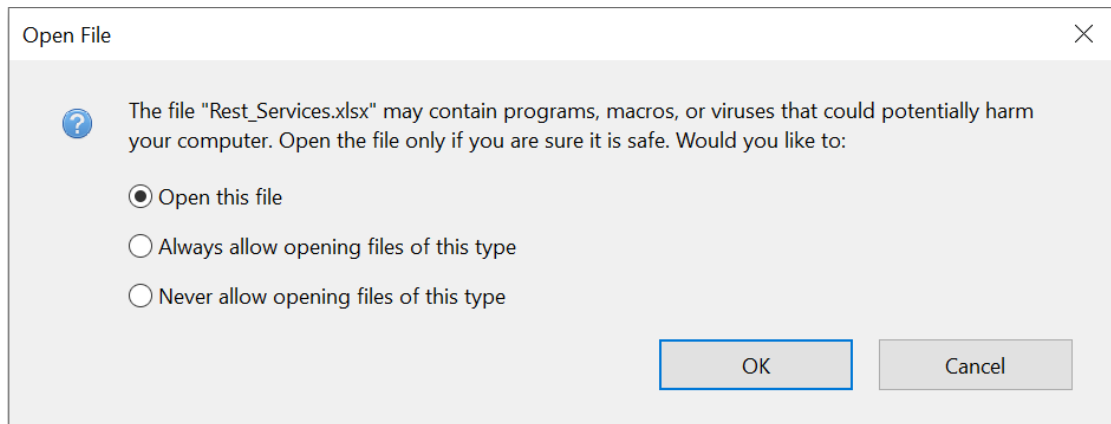 Open File
The file "Rest_Services.xlsx" may contain programs, macros, or viruses that could potentially harm
your computer. Open the file only if you are sure it is safe. Would you like to:
Open this file
Always allow opening files of this type
Never allow opening files of this type
OK Cancel